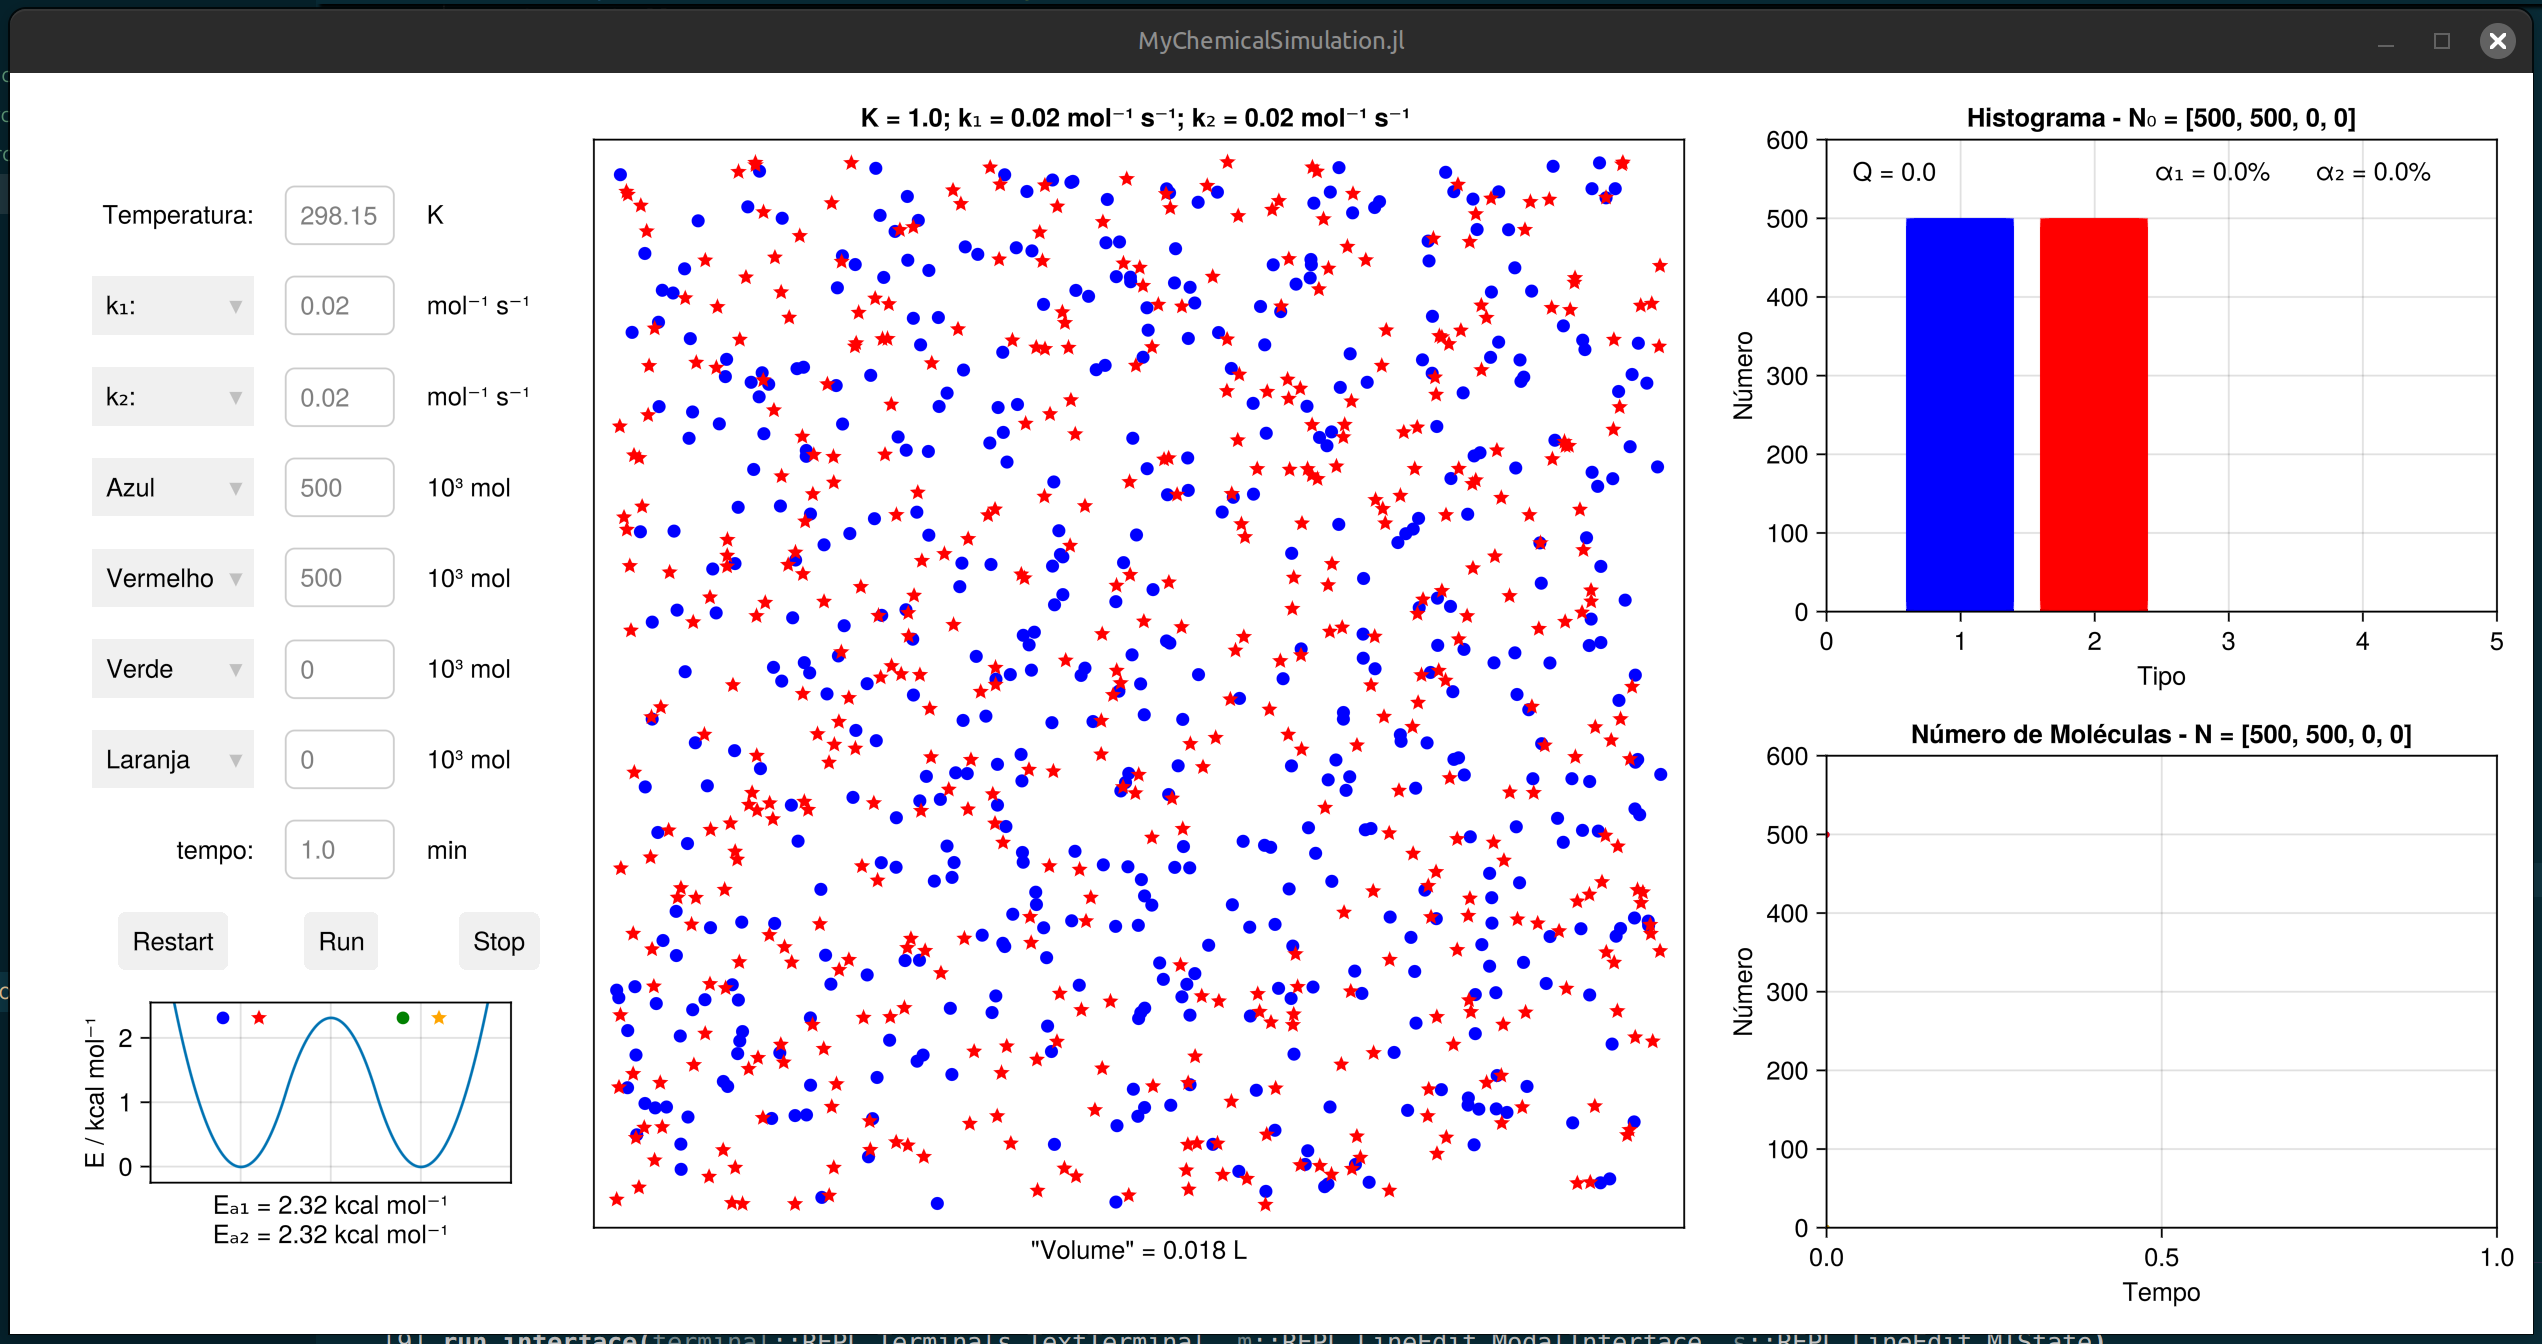 MyChemicalSimulation.jl
Temperatura: 298.15 K
k₁: 0.02 mol⁻¹ s⁻¹
k₂: 0.02 mol⁻¹ s⁻¹
Azul 500 10³ mol
Vermelho 500 10³ mol
Verde 0 10³ mol
Laranja 0 10³ mol
tempo: 1.0 min
Restart Run Stop
E / kcal mol⁻¹
2
1
0
Eₐ₁ = 2.32 kcal mol⁻¹
Eₐ₂ = 2.32 kcal mol⁻¹
K = 1.0; k₁ = 0.02 mol⁻¹ s⁻¹; k₂ = 0.02 mol⁻¹ s⁻¹
"Volume" = 0.018 L
Histograma - N₀ = [500, 500, 0, 0]
Q = 0.0 α₁ = 0.0% α₂ = 0.0%
Número
600
500
400
300
200
100
0
0 1 2 3 4 5
Tipo
Número de Moléculas - N = [500, 500, 0, 0]
Número
600
500
400
300
200
100
0
0.0 0.5 1.0
Tempo